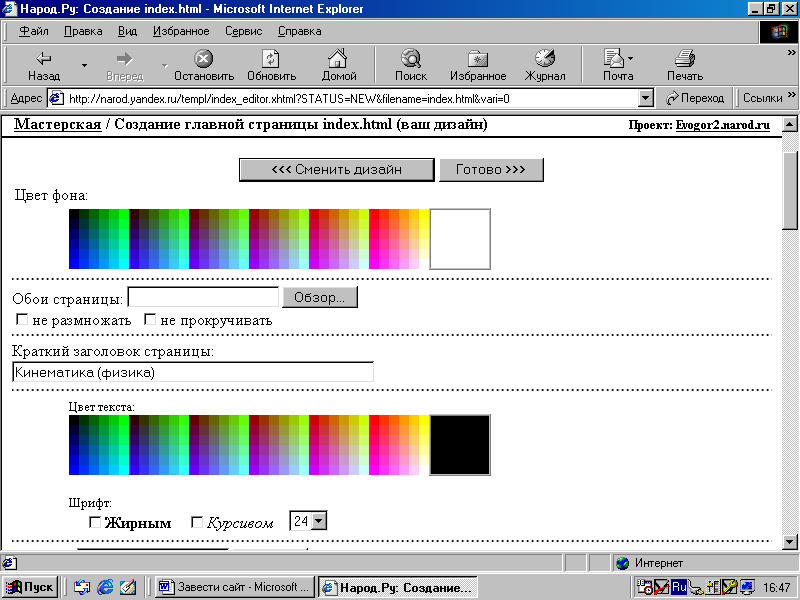 Народ.Ру: Создание index.html - Microsoft Internet Explorer
Файл Правка Вид Избранное Сервис Справка
Назад Вперед Остановить Обновить Домой Поиск Избранное Журнал Почта Печать
Адрес http://narod.yandex.ru/templ/index_editor.xhtml?STATUS=NEW&filename=index.html&vari=0 Переход Ссылки »
Мастерская / Создание главной страницы index.html (ваш дизайн) Проект: Evogor2.narod.ru
<<< Сменить дизайн Готово >>>
Цвет фона:
Обои страницы: Обзор...
не размножать не прокручивать
Краткий заголовок страницы:
Кинематика (физика)
Цвет текста:
Шрифт:
Жирным Курсивом 24
Интернет
Пуск Завести сайт - Microsoft ... Народ.Ру: Создание... Ru 16:47